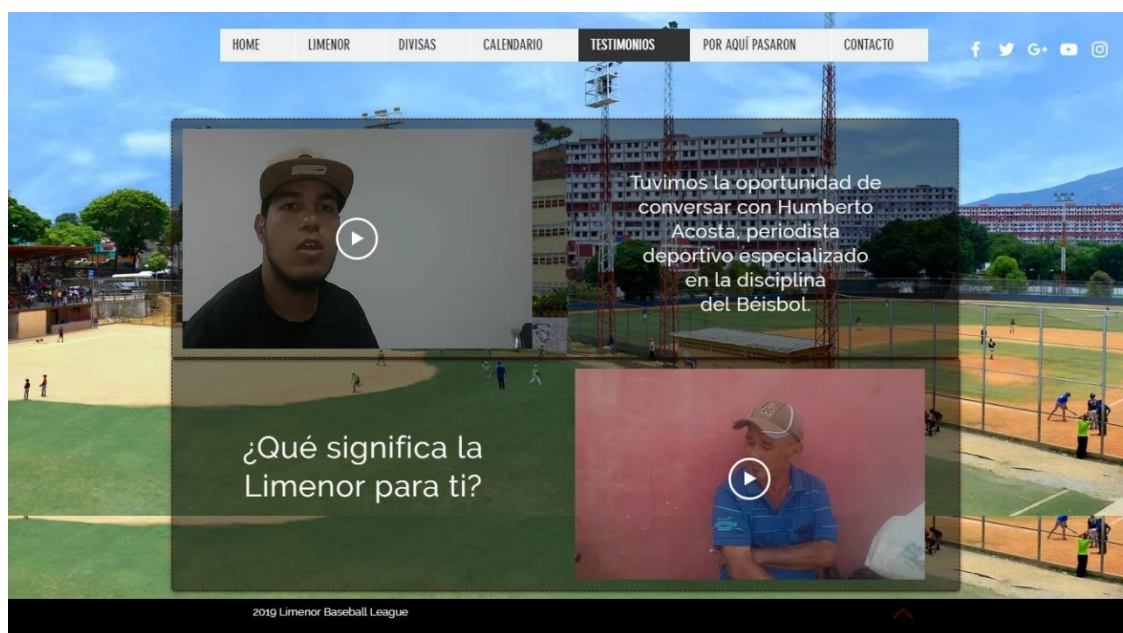 HOME LIMENOR DIVISAS CALENDARIO TESTIMONIOS POR AQUÍ PASARON CONTACTO
Tuvimos la oportunidad de
conversar con Humberto
Acosta, periodista
deportivo especializado
en la disciplina
del Béisbol.
¿Qué significa la
Limenor para ti?
2019 Limenor Baseball League